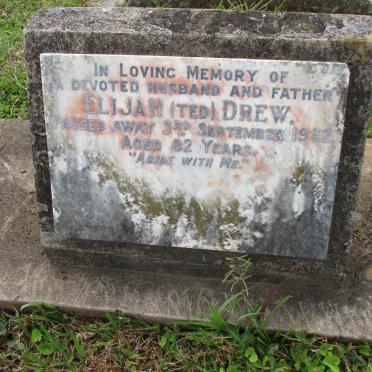 In Loving Memory of
A devoted husband and father
ELIJAH (TED) DREW.
Passed away 3rd September 1962
Aged 82 Years.
"Abide with Me."